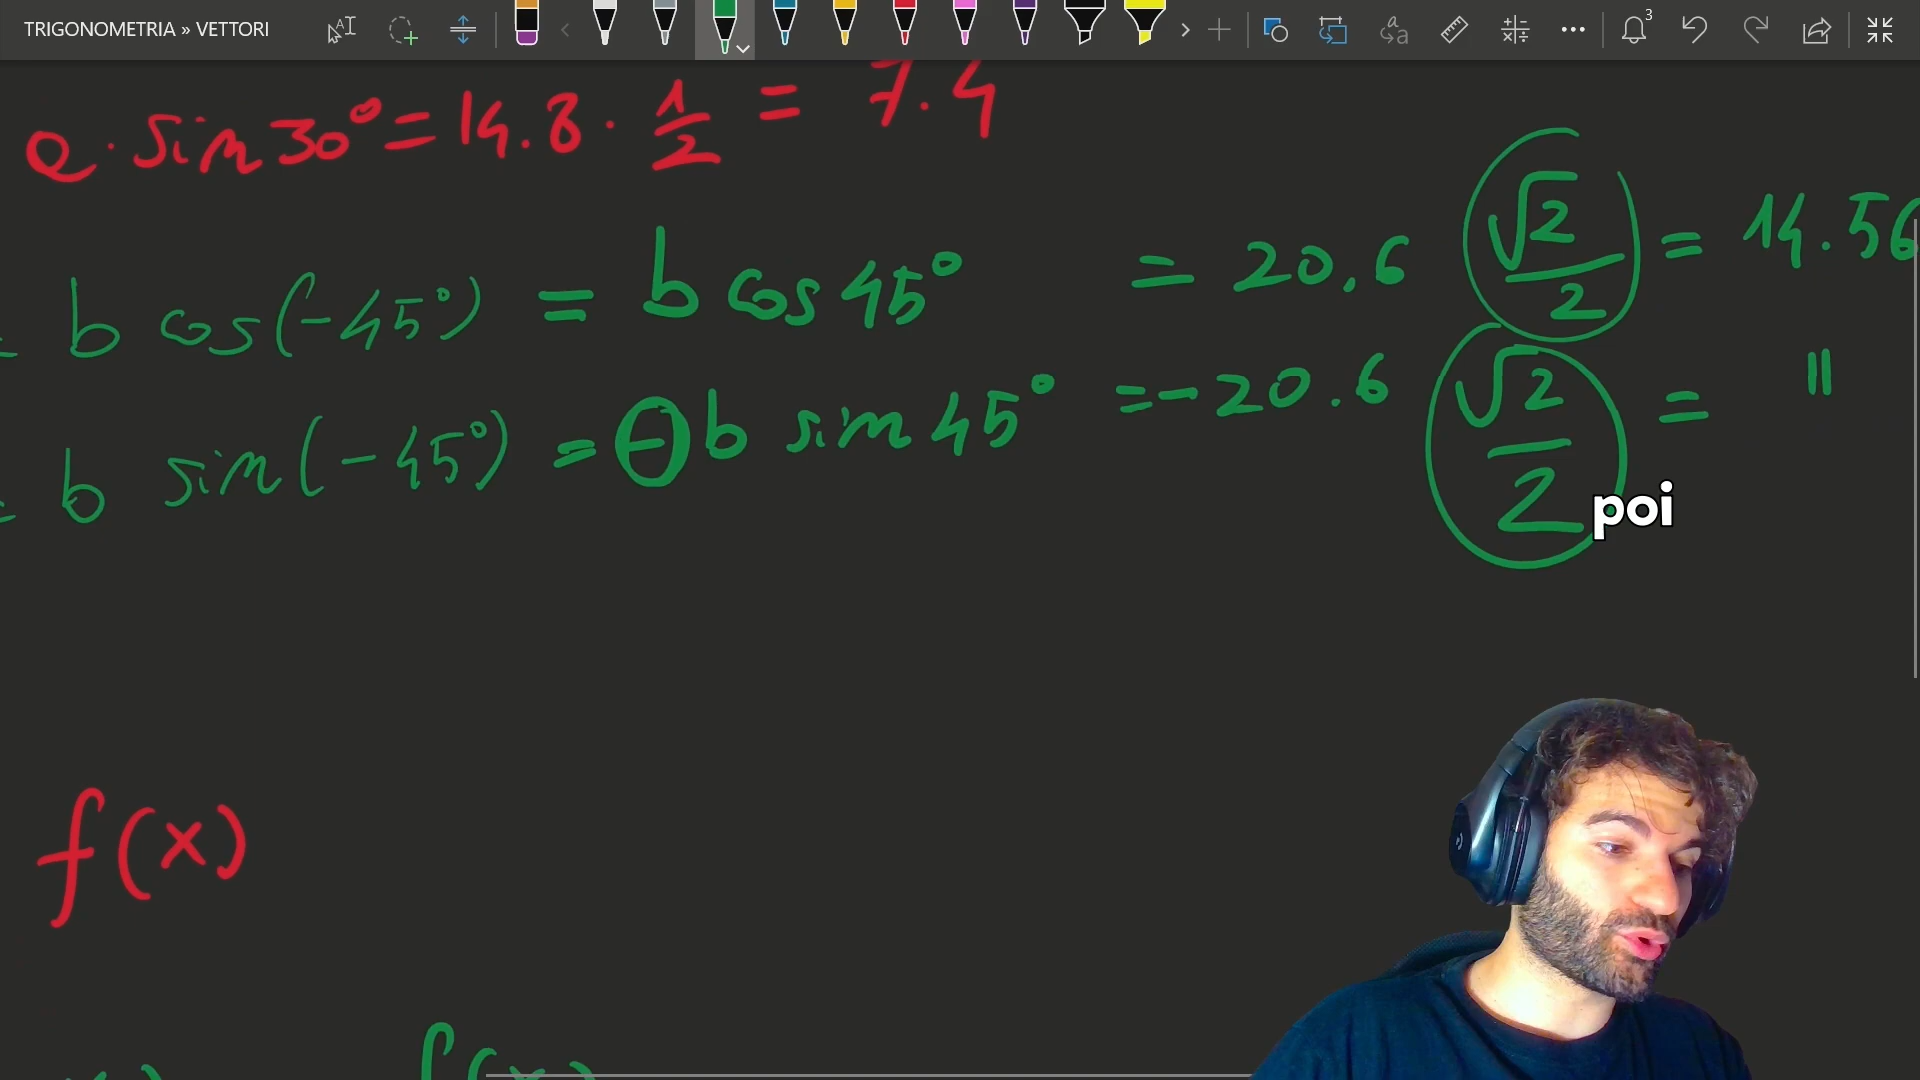 TRIGONOMETRIA » VETTORI
3
a · sin 30° = 14.8 · 1/2 = 7.4
= b cos(-45°) = b cos 45° = 20.6 √2/2 = 14.56
= b sin(-45°) = - b sin 45° = -20.6 √2/2 = "
poi
f(x)
f(x)